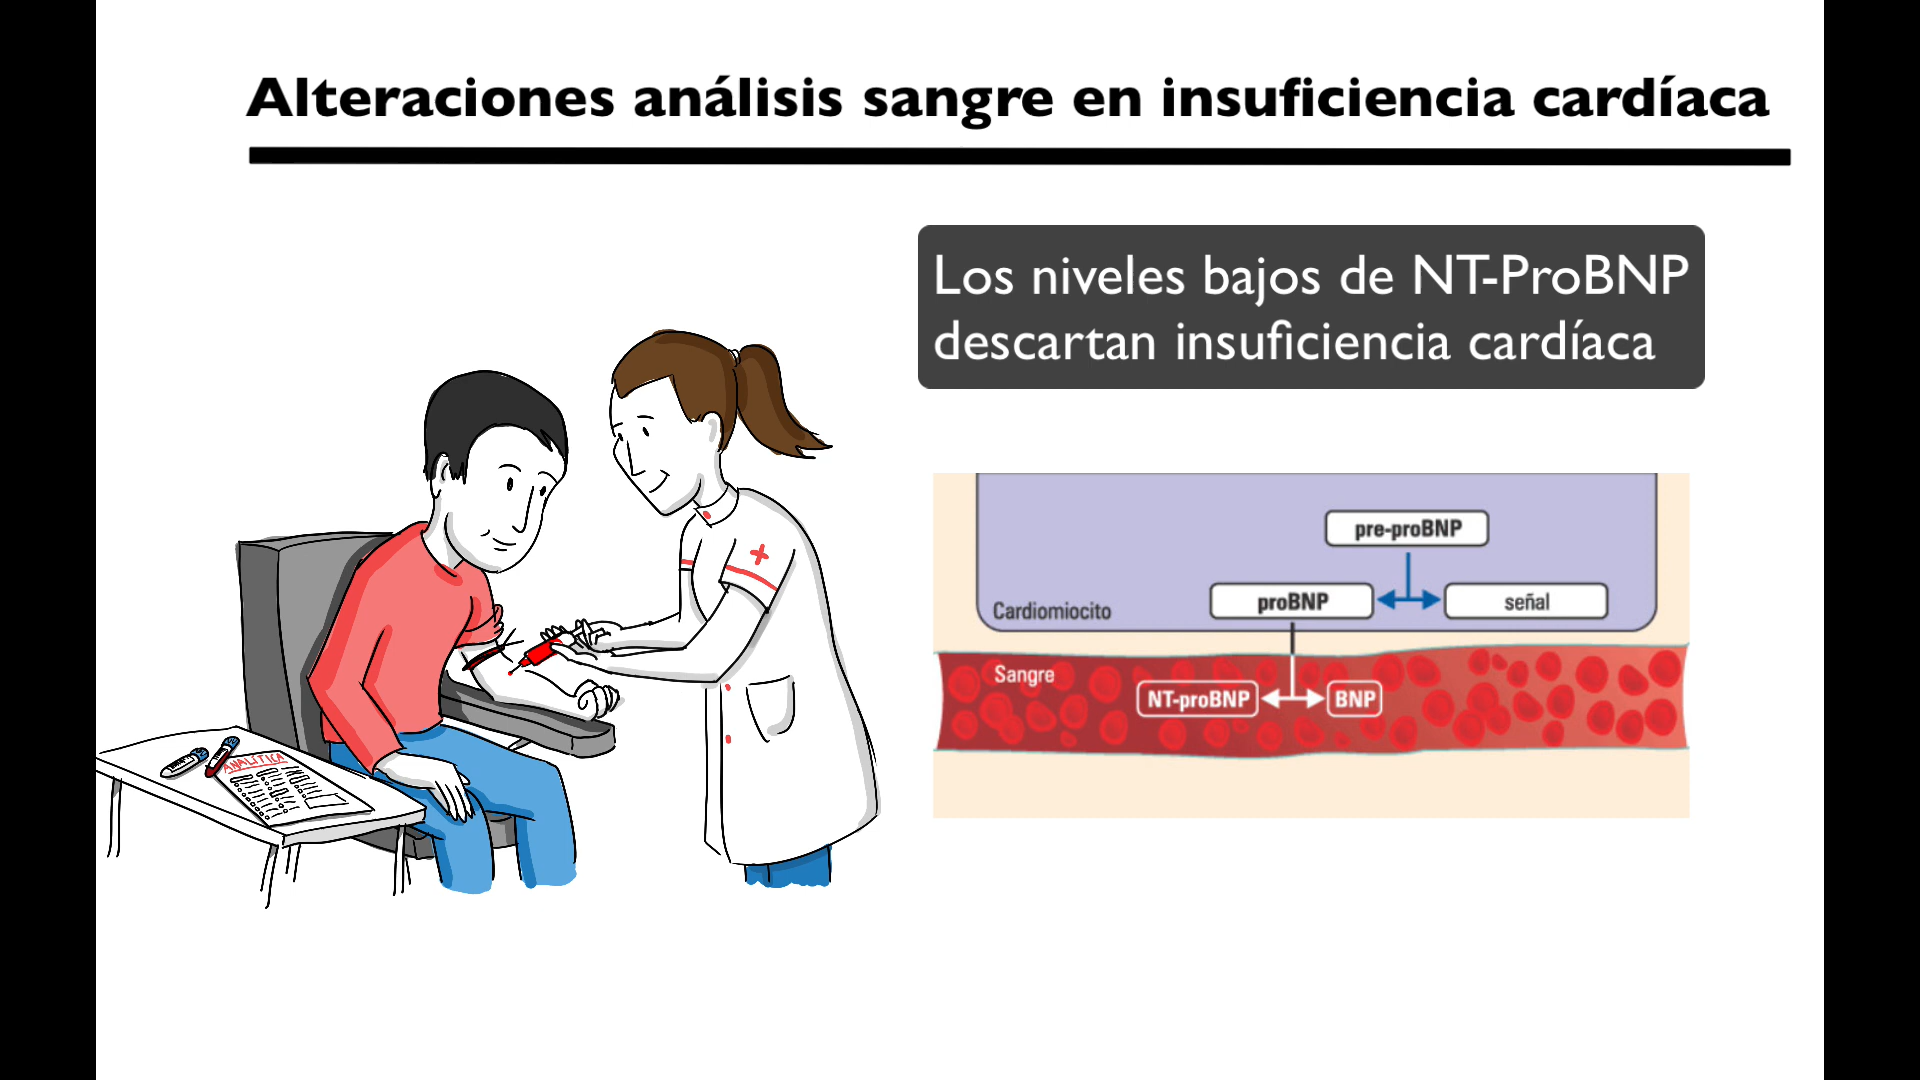 Alteraciones análisis sangre en insuficiencia cardíaca
Los niveles bajos de NT-ProBNP
descartan insuficiencia cardíaca
pre-proBNP
proBNP
señal
Cardiomiocito
Sangre
NT-proBNP
BNP
ANALITICA